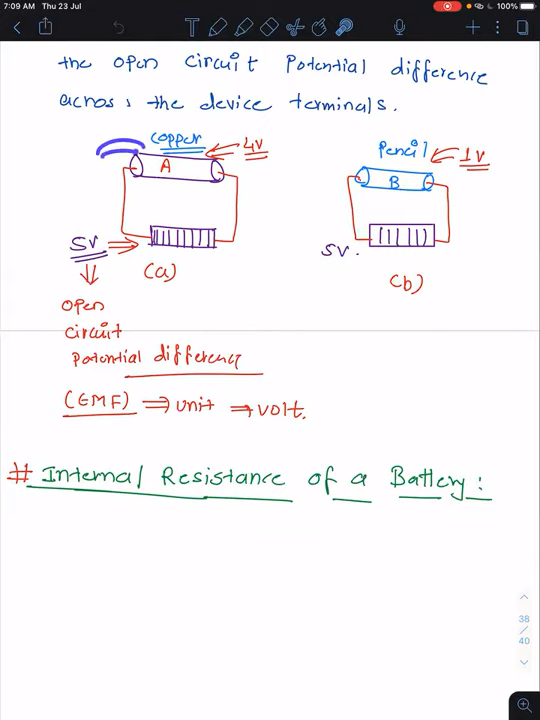 7:09 AM Thu 23 Jul
100%
the open circuit Potential difference
across the device terminals.
copper
4V
Pencil
1V
A
B
5V
5V.
(a)
(b)
open
circuit
Potential difference
(EMF) ⇒ unit ⇒ volt.
# Internal Resistance of a Battery:
38
/
40